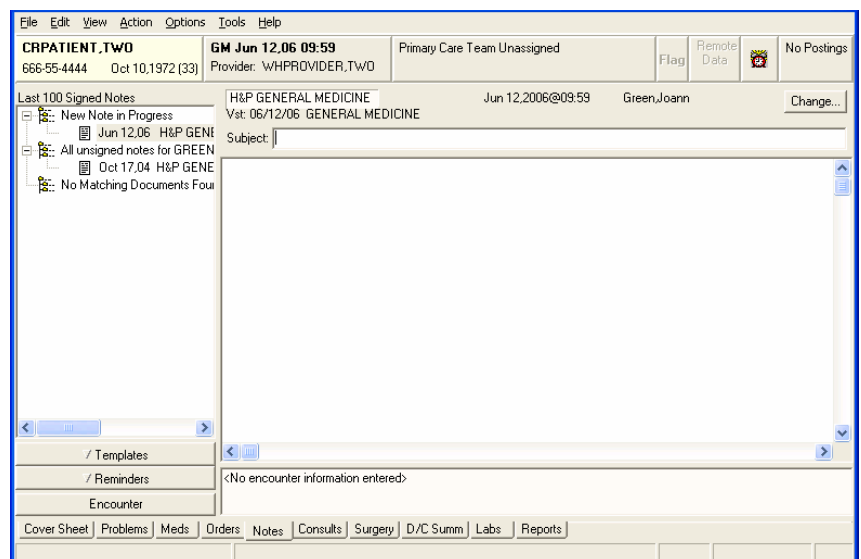 File Edit View Action Options Tools Help
CRPATIENT,TWO
666-55-4444 Oct 10,1972 (33)
GM Jun 12,06 09:59
Provider: WHPROVIDER,TWO
Primary Care Team Unassigned
Flag
Remote
Data
No Postings
Last 100 Signed Notes
New Note in Progress
Jun 12,06 H&P GENE
All unsigned notes for GREEN
Oct 17,04 H&P GENE
No Matching Documents Foun
H&P GENERAL MEDICINE Jun 12,2006@09:59 Green,Joann
Change...
Vst: 06/12/06 GENERAL MEDICINE
Subject:
/ Templates
/ Reminders
Encounter
<No encounter information entered>
Cover Sheet Problems Meds Orders Notes Consults Surgery D/C Summ Labs Reports